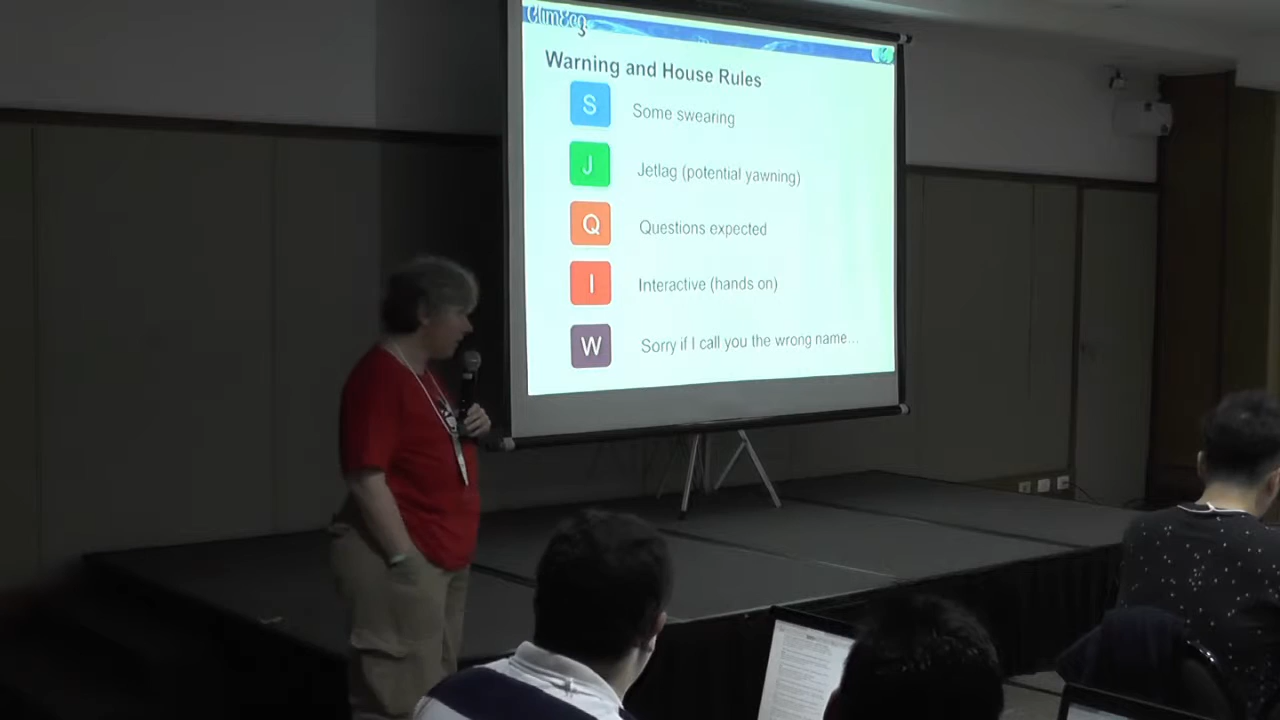 ClimEcg
Warning and House Rules
S Some swearing
J Jetlag (potential yawning)
Q Questions expected
I Interactive (hands on)
W Sorry if I call you the wrong name...